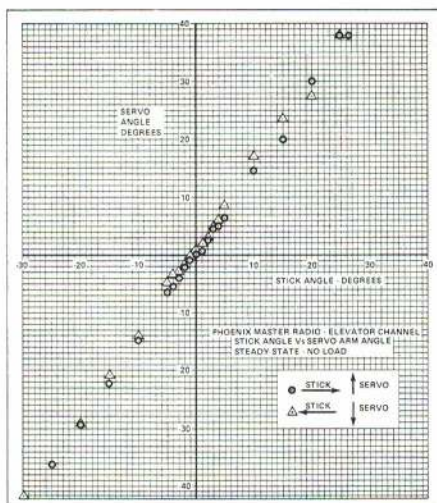 40
30
SERVO
ANGLE
DEGREES
20
10
30
20
10
10
20
30
40
STICK ANGLE - DEGREES
10
PHOENIX MASTER RADIO - ELEVATOR CHANNEL
STICK ANGLE Vs SERVO ARM ANGLE
STEADY STATE - NO LOAD
20
STICK
SERVO
STICK
SERVO
30
40